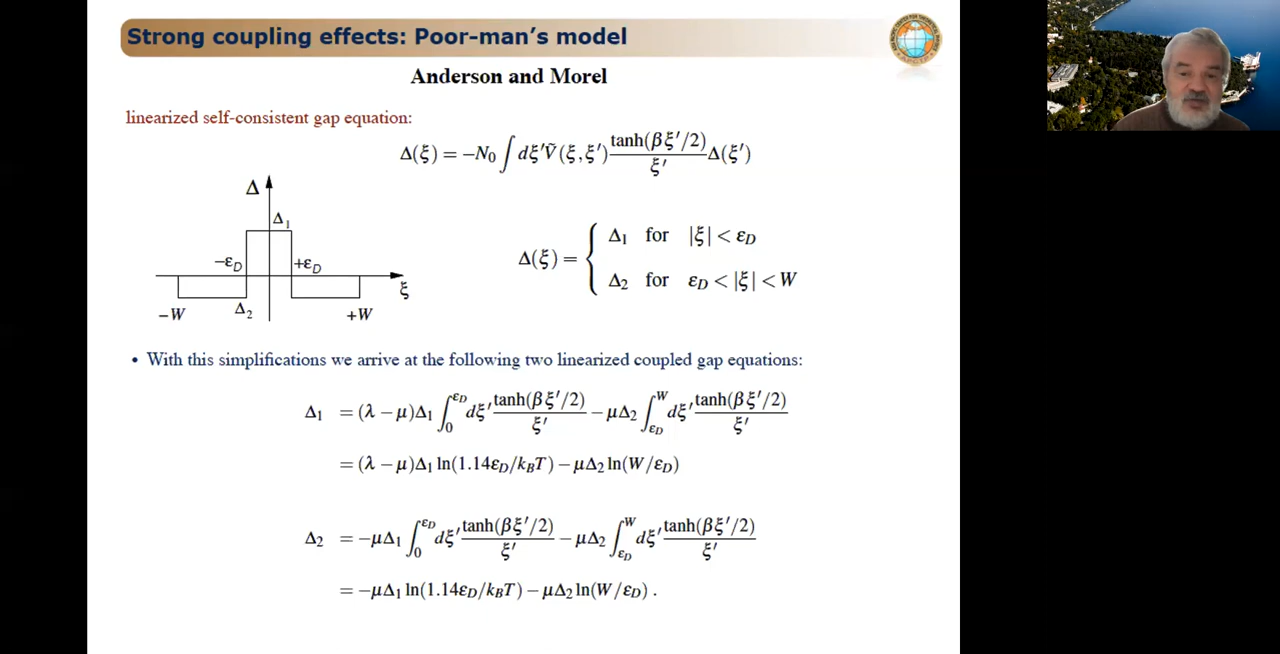 Strong coupling effects: Poor-man's model
Anderson and Morel
linearized self-consistent gap equation:
Δ(ξ) = −N₀ ∫ dξ′Ṽ(ξ,ξ′) tanh(βξ′/2)/ξ′ Δ(ξ′)
Δ
Δ₁
−ε_D
+ε_D
ξ
−W
Δ₂
+W
Δ(ξ) = { Δ₁ for |ξ| < ε_D
Δ₂ for ε_D < |ξ| < W
• With this simplifications we arrive at the following two linearized coupled gap equations:
Δ₁ = (λ − μ)Δ₁ ∫₀^{ε_D} dξ′ tanh(βξ′/2)/ξ′ − μΔ₂ ∫_{ε_D}^{W} dξ′ tanh(βξ′/2)/ξ′
= (λ − μ)Δ₁ ln(1.14ε_D/k_BT) − μΔ₂ ln(W/ε_D)
Δ₂ = −μΔ₁ ∫₀^{ε_D} dξ′ tanh(βξ′/2)/ξ′ − μΔ₂ ∫_{ε_D}^{W} dξ′ tanh(βξ′/2)/ξ′
= −μΔ₁ ln(1.14ε_D/k_BT) − μΔ₂ ln(W/ε_D) .